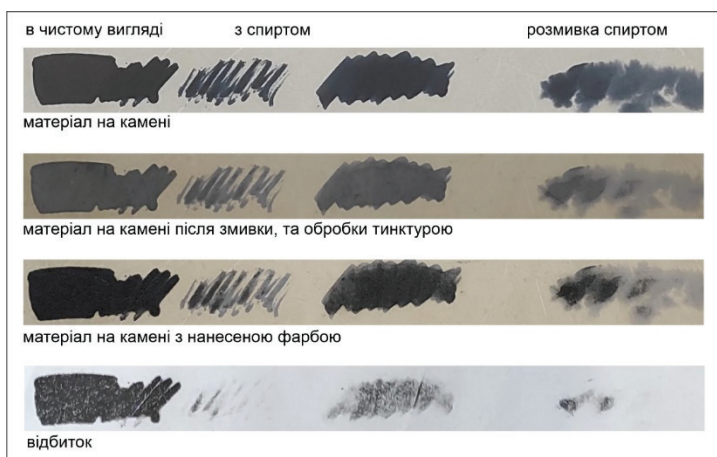 в чистому вигляді з спиртом розмивка спиртом
матеріал на камені
матеріал на камені після змивки, та обробки тинктурою
матеріал на камені з нанесеною фарбою
відбиток